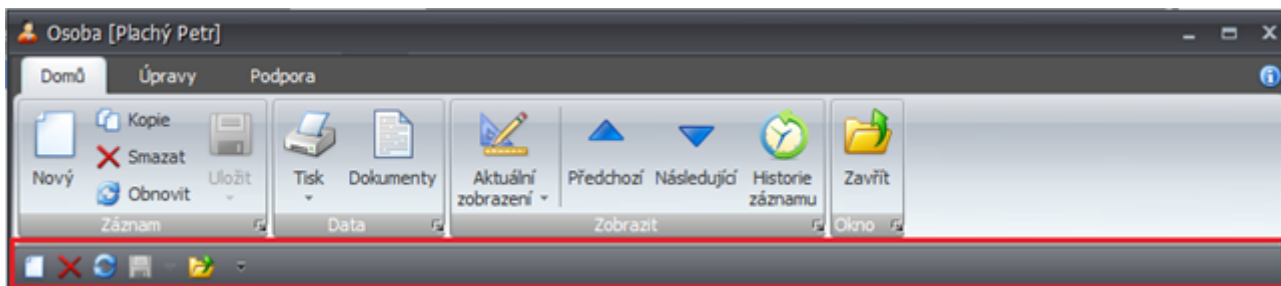 Osoba [Plachý Petr]
Domů Úpravy Podpora
Nový
Kopie
Smazat
Obnovit
Uložit
Záznam
Tisk
Dokumenty
Data
Aktuální
zobrazení
Předchozí
Následující
Historie
záznamu
Zobrazit
Zavřít
Okno